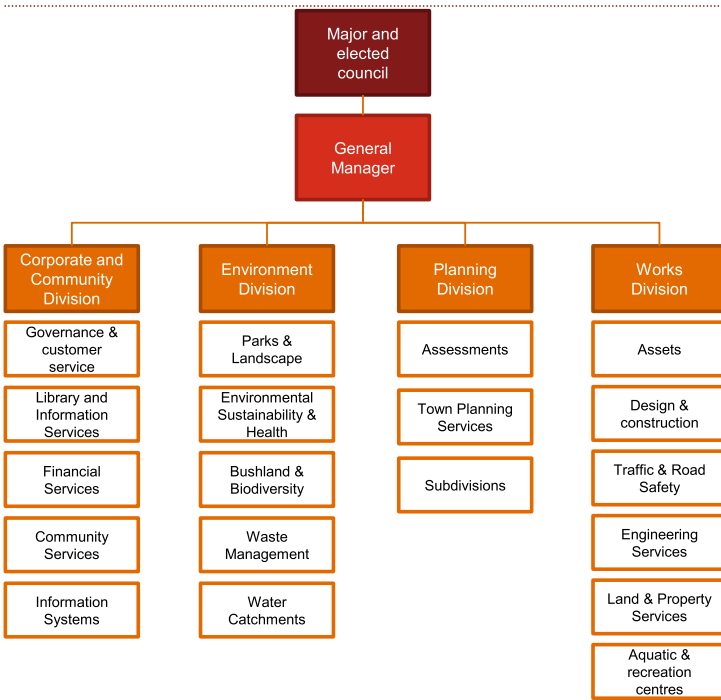 Major and
elected
council
General
Manager
Corporate and
Community
Division
Environment
Division
Planning
Division
Works
Division
Governance &
customer
service
Library and
Information
Services
Financial
Services
Community
Services
Information
Systems
Parks &
Landscape
Environmental
Sustainability &
Health
Bushland &
Biodiversity
Waste
Management
Water
Catchments
Assessments
Town Planning
Services
Subdivisions
Assets
Design &
construction
Traffic & Road
Safety
Engineering
Services
Land & Property
Services
Aquatic &
recreation
centres